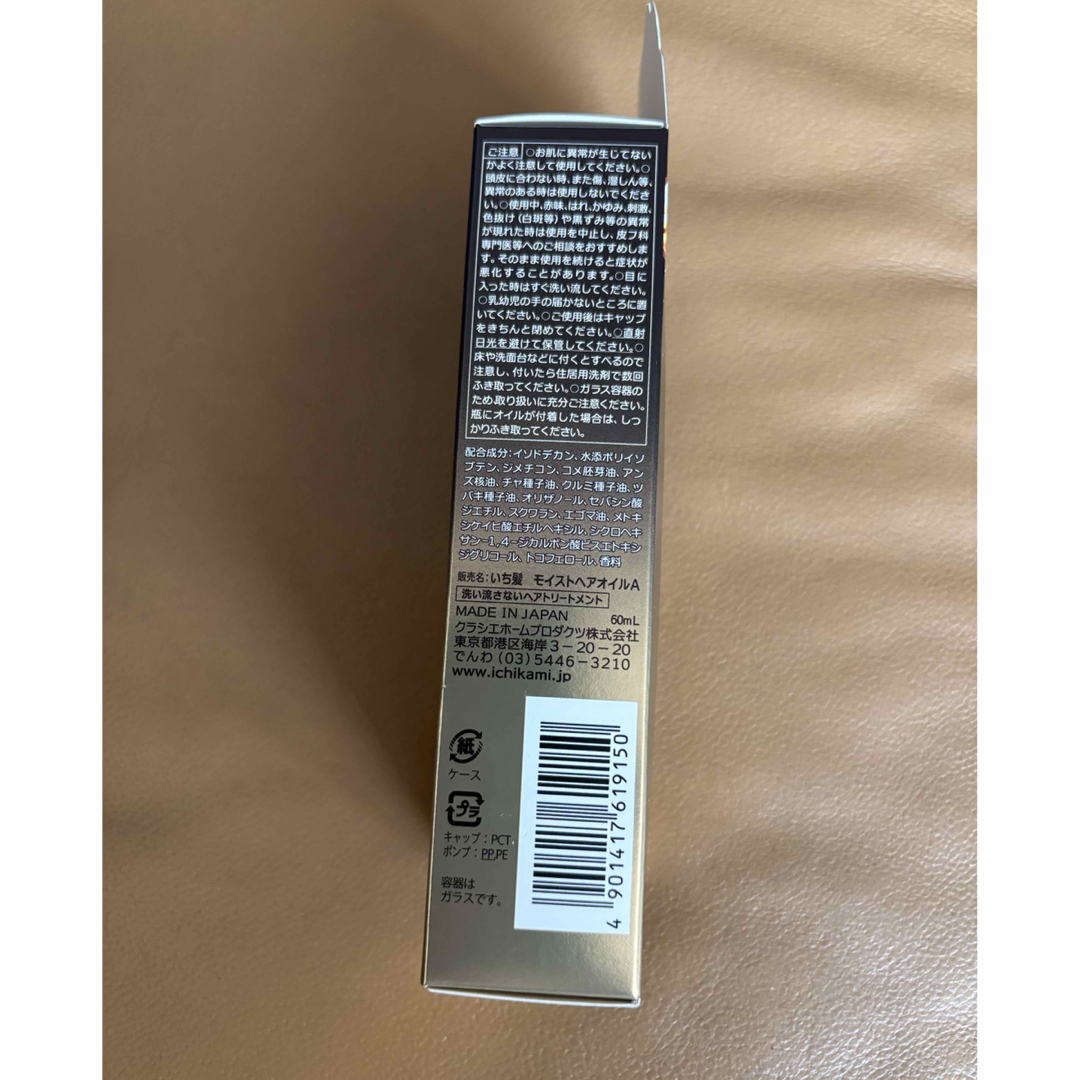 ご注意 ○お肌に異常が生じてない
かよく注意して使用してください。○
頭皮に合わない時、また傷、湿しん等、
異常のある時は使用しないでくださ
い。○使用中、赤味、はれ、かゆみ、刺激、
色抜け(白斑等)や黒ずみ等の異常
が現れた時は使用を中止し、皮フ科
専門医等へのご相談をおすすめしま
す。そのまま使用を続けると症状が
悪化することがあります。○目に
入った時はすぐ洗い流してください。
○乳幼児の手の届かないところに置
いてください。○ご使用後はキャップ
をきちんと閉めてください。○直射
日光を避けて保管してください。○
床や洗面台などに付くとすべるので
注意し、付いたら住居用洗剤で数回
ふき取ってください。○ガラス容器の
ため、取り扱いに充分ご注意ください。
瓶にオイルが付着した場合は、しっ
かりふき取ってください。
配合成分:イソドデカン、水添ポリイソ
ブテン、ジメチコン、コメ胚芽油、アン
ズ核油、チャ種子油、クルミ種子油、ツ
バキ種子油、オリザノール、セバシン酸
ジエチル、スクワラン、エゴマ油、メトキ
シケイヒ酸エチルヘキシル、シクロヘキ
サン-1,4-ジカルボン酸ビスエトキシ
ジグリコール、トコフェロール、香料
販売名:いち髪 モイストヘアオイルA
洗い流さないヘアトリートメント
MADE IN JAPAN 60mL
クラシエホームプロダクツ株式会社
東京都港区海岸3-20-20
でんわ(03)5446-3210
www.ichikami.jp
紙
ケース
プラ
キャップ:PCT
ポンプ:PP,PE
容器は
ガラスです。
4901417619150